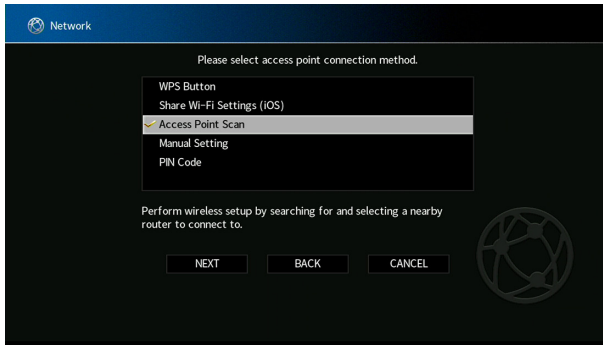 Network
Please select access point connection method.
WPS Button
Share Wi-Fi Settings (iOS)
Access Point Scan
Manual Setting
PIN Code
Perform wireless setup by searching for and selecting a nearby
router to connect to.
NEXT BACK CANCEL